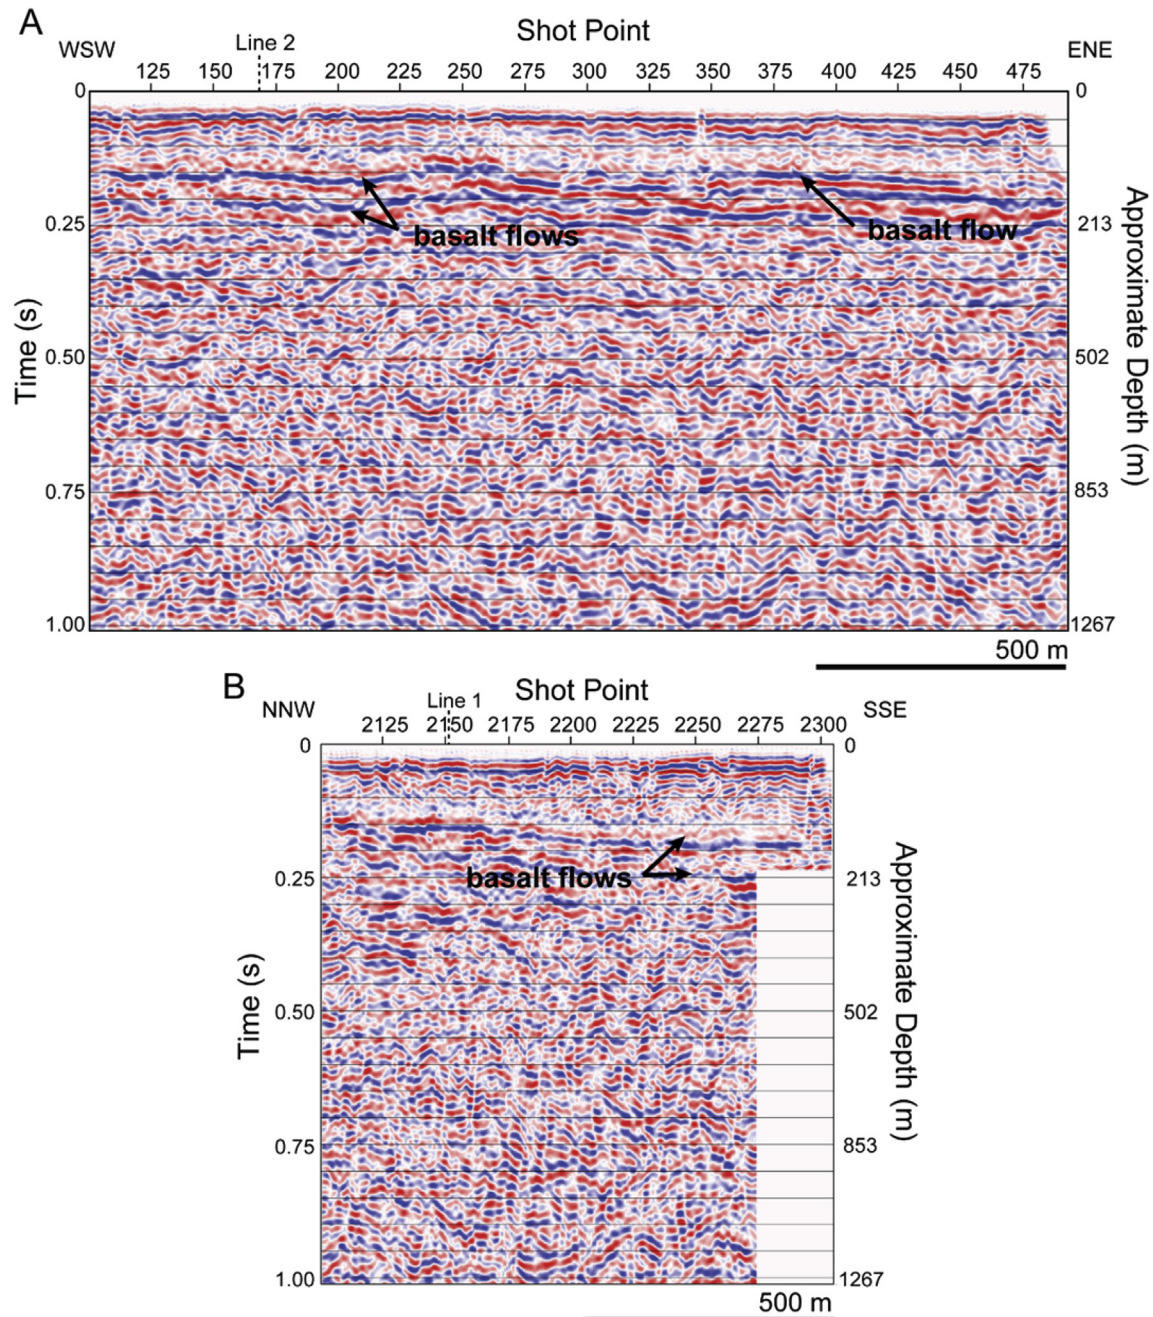 A
Shot Point
Line 2
WSW
ENE
125 150 175 200 225 250 275 300 325 350 375 400 425 450 475
0 0
basalt flows
basalt flow
0.25 213
0.50 502
0.75 853
1.00 1267
Time (s)
Approximate Depth (m)
500 m
B
Shot Point
Line 1
NNW
SSE
2125 2150 2175 2200 2225 2250 2275 2300
0 0
basalt flows
0.25 213
0.50 502
0.75 853
1.00 1267
Time (s)
Approximate Depth (m)
500 m